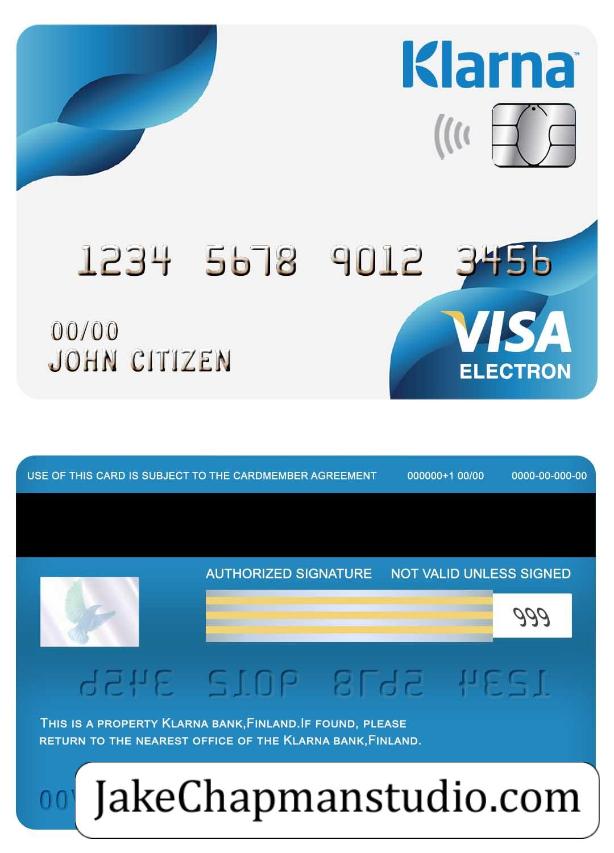 Klarna™
1234 5678 9012 3456
00/00
JOHN CITIZEN
VISA
ELECTRON
USE OF THIS CARD IS SUBJECT TO THE CARDMEMBER AGREEMENT 000000+1 00/00 0000-00-000-00
AUTHORIZED SIGNATURE NOT VALID UNLESS SIGNED
999
THIS IS A PROPERTY KLARNA BANK,FINLAND.IF FOUND, PLEASE
RETURN TO THE NEAREST OFFICE OF THE KLARNA BANK,FINLAND.
JakeChapmanstudio.com